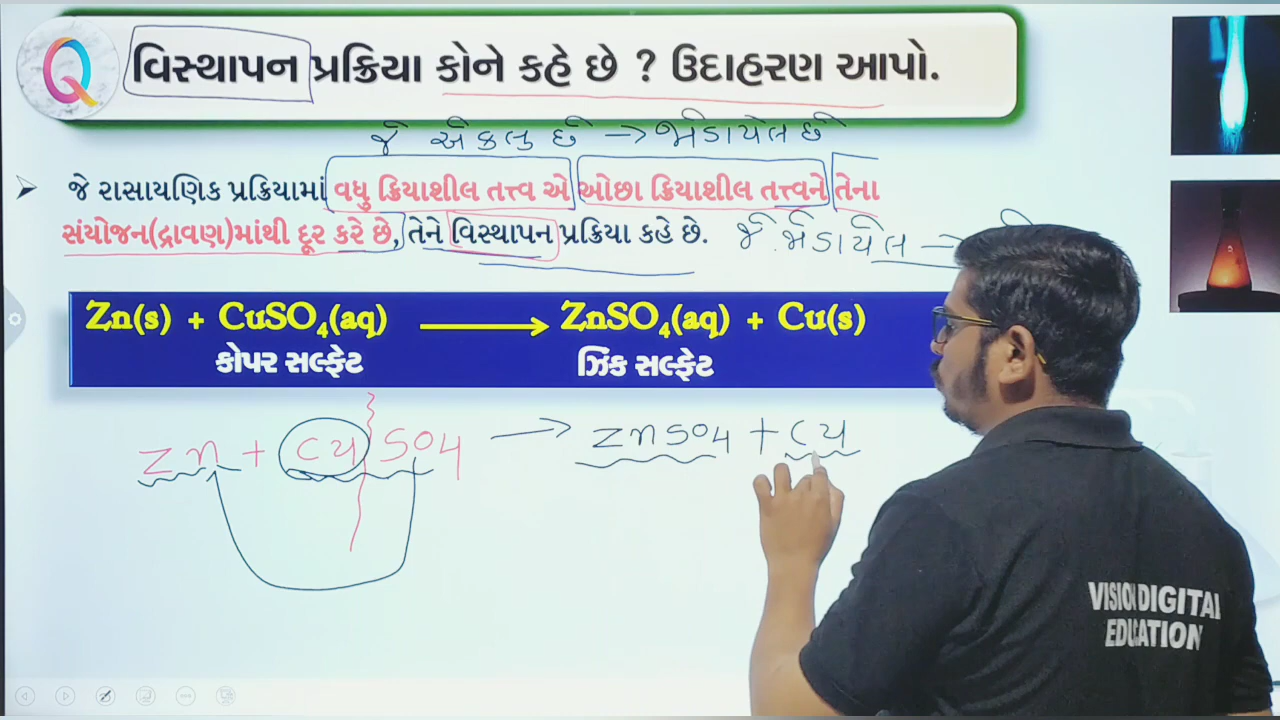 વિસ્થાપન પ્રક્રિયા કોને કહે છે ? ઉદાહરણ આપો.
જે એકલુ છે → જોડાયેલ છે
➤ જે રાસાયણિક પ્રક્રિયામાં વધુ ક્રિયાશીલ તત્ત્વ એ ઓછા ક્રિયાશીલ તત્ત્વને તેના
સંયોજન(દ્રાવણ)માંથી દૂર કરે છે, તેને વિસ્થાપન પ્રક્રિયા કહે છે. જે જોડાયેલ →
Zn(s) + CuSO₄(aq) ⟶ ZnSO₄(aq) + Cu(s)
કોપર સલ્ફેટ ઝિંક સલ્ફેટ
Zn + Cu SO4 → ZnSO4 + Cu
VISION DIGITAL
EDUCATION